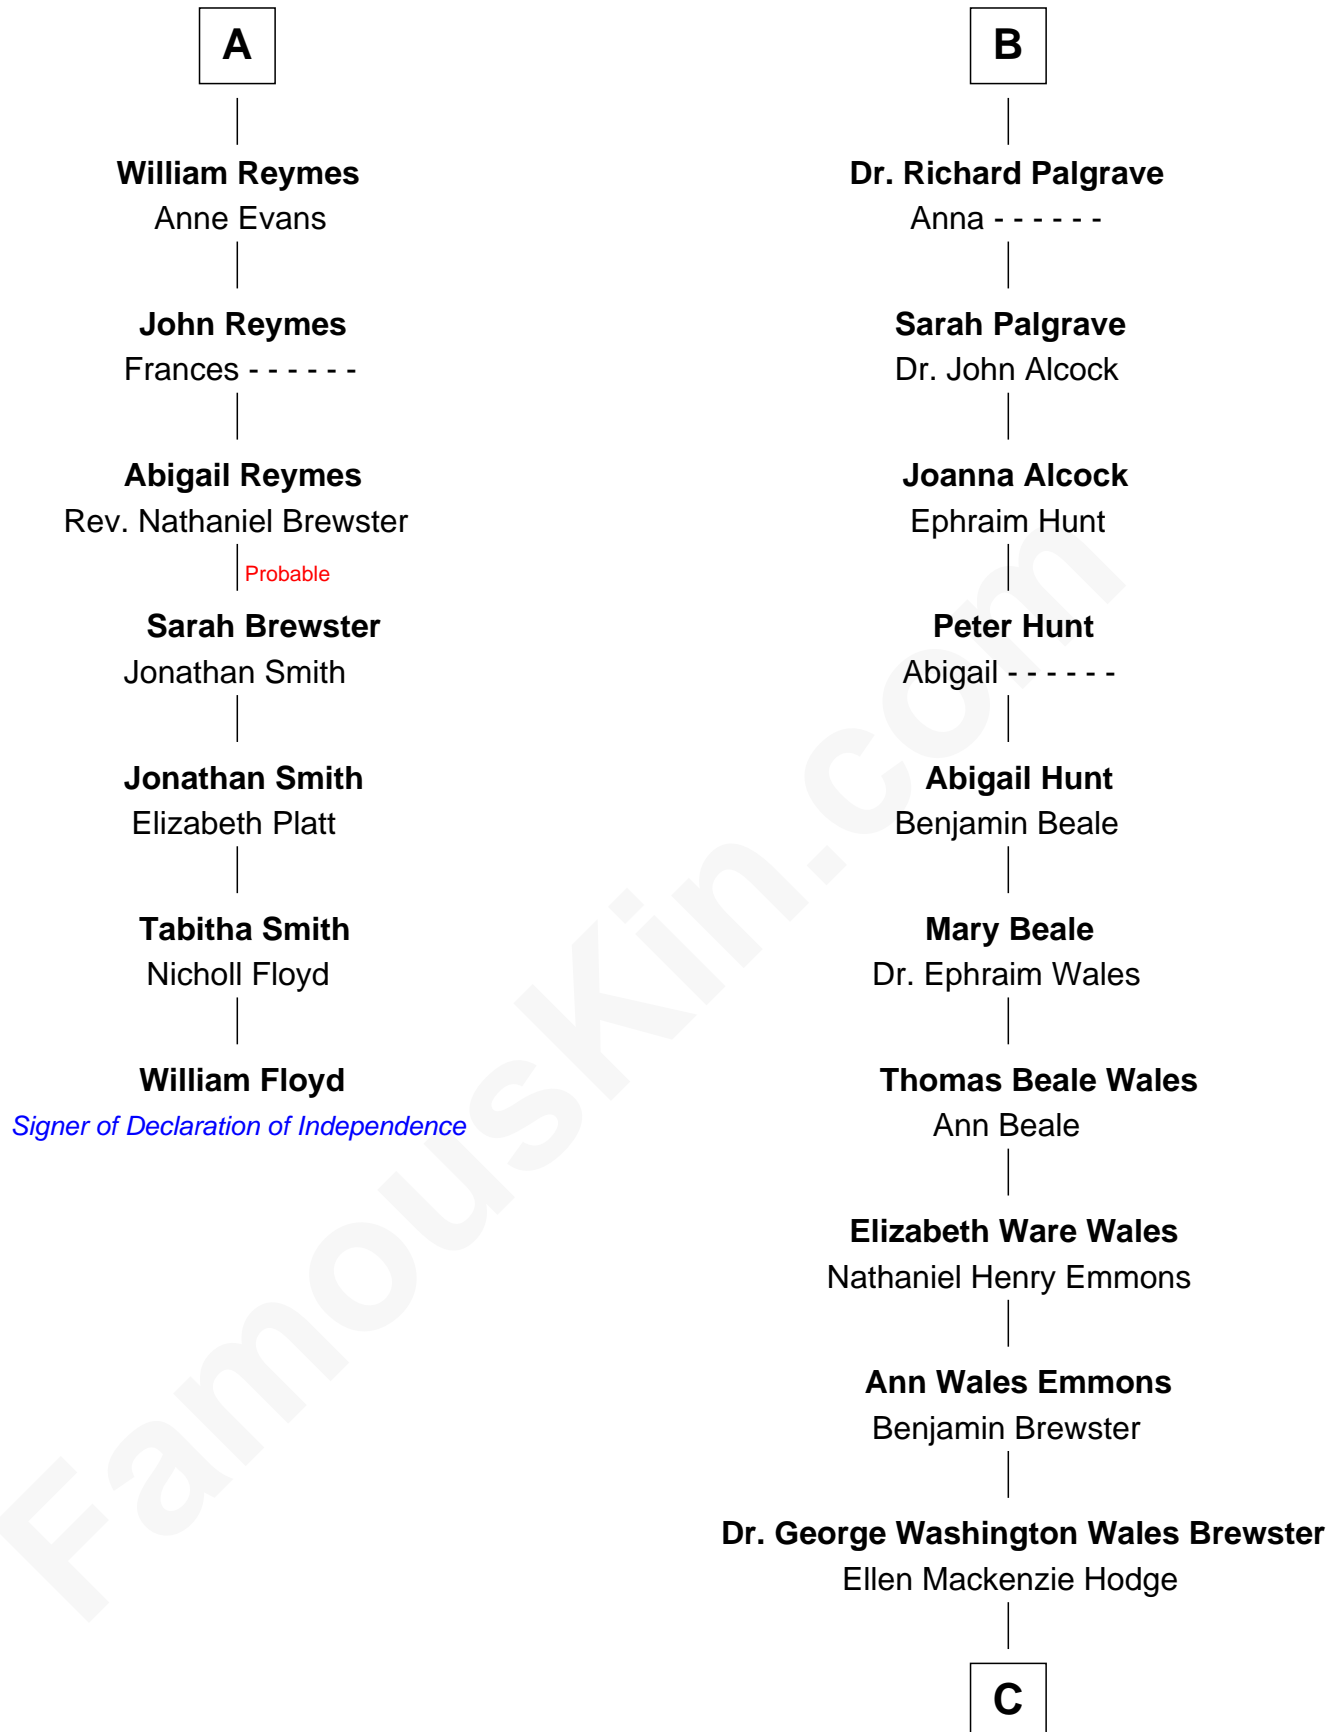 A
William Reymes
Anne Evans
John Reymes
Frances - - - - - -
Abigail Reymes
Rev. Nathaniel Brewster
Probable
Sarah Brewster
Jonathan Smith
Jonathan Smith
Elizabeth Platt
Tabitha Smith
Nicholl Floyd
William Floyd
Signer of Declaration of Independence
B
Dr. Richard Palgrave
Anna - - - - - -
Sarah Palgrave
Dr. John Alcock
Joanna Alcock
Ephraim Hunt
Peter Hunt
Abigail - - - - - -
Abigail Hunt
Benjamin Beale
Mary Beale
Dr. Ephraim Wales
Thomas Beale Wales
Ann Beale
Elizabeth Ware Wales
Nathaniel Henry Emmons
Ann Wales Emmons
Benjamin Brewster
Dr. George Washington Wales Brewster
Ellen Mackenzie Hodge
C
FamousKin.com